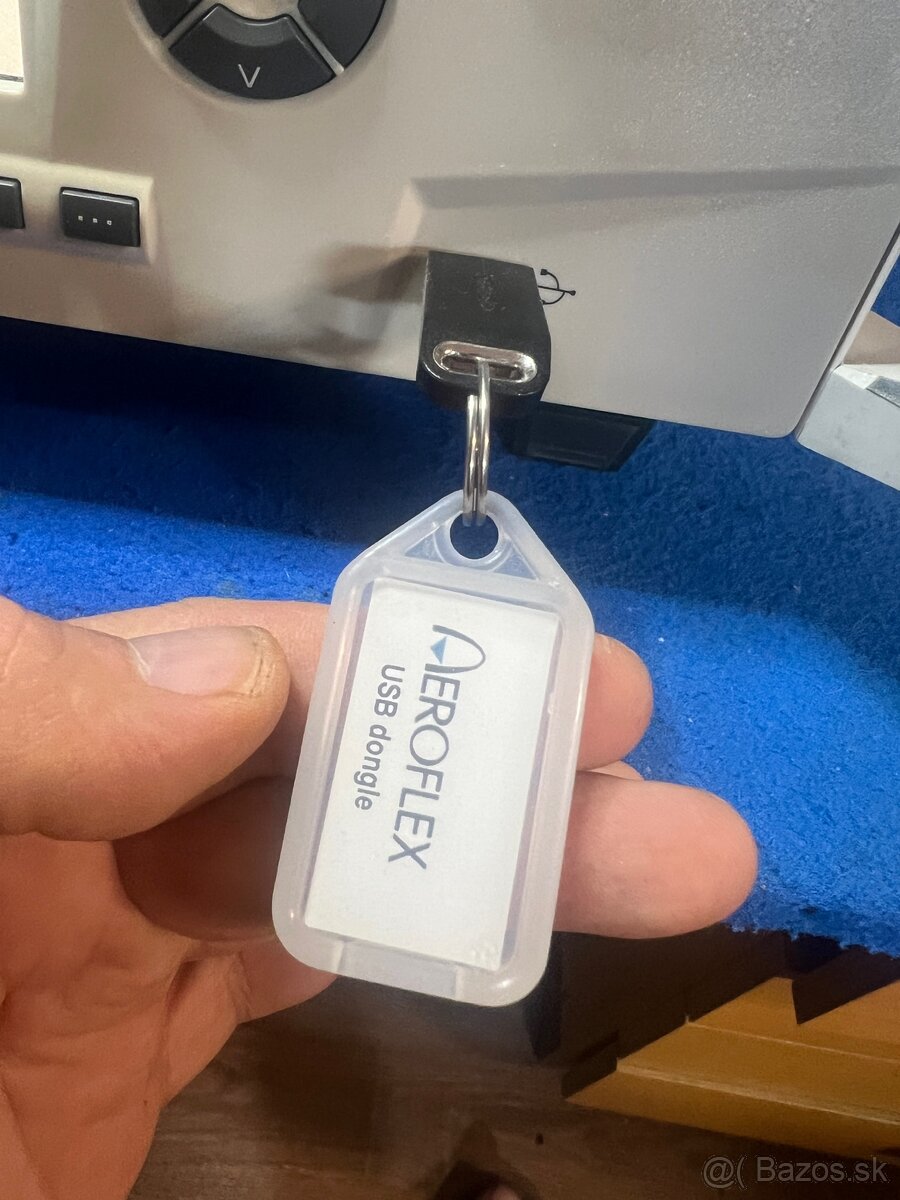 AEROFLEX
USB dongle
@( Bazos.sk